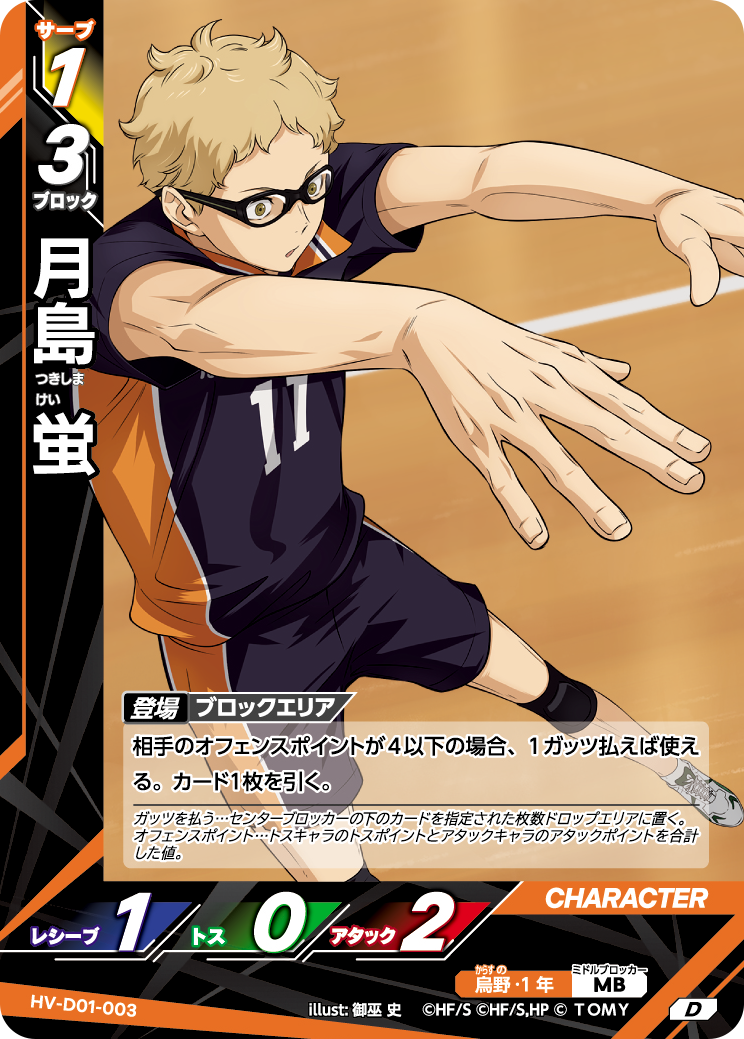 サーブ
1
3
ブロック
月島
つきしま
けい
蛍
17
登場 ブロックエリア
相手のオフェンスポイントが4以下の場合、1ガッツ払えば使え
る。カード1枚を引く。
ガッツを払う…センターブロッカーの下のカードを指定された枚数ドロップエリアに置く。
オフェンスポイント…トスキャラのトスポイントとアタックキャラのアタックポイントを合計
した値。
CHARACTER
レシーブ 1 トス 0 アタック 2
からすの
烏野・1年
ミドルブロッカー
MB
HV-D01-003
illust: 御巫 史 ©HF/S ©HF/S,HP © TOMY
D